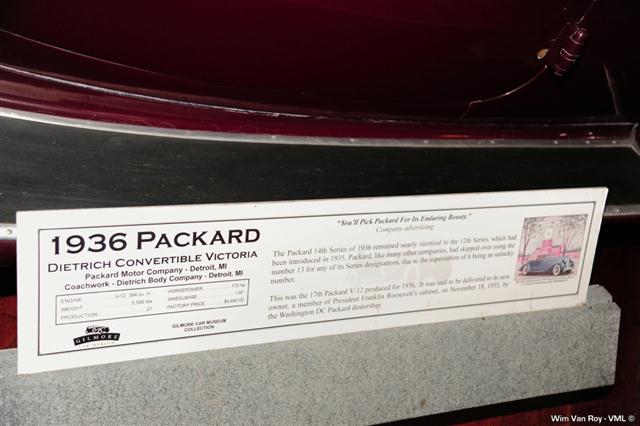 1936 PACKARD
DIETRICH CONVERTIBLE VICTORIA
Packard Motor Company - Detroit, MI
Coachwork - Dietrich Body Company - Detroit, MI
ENGINE V-12, 384 cu. in. HORSEPOWER 175 hp
WEIGHT 5,585 lbs WHEELBASE 139"
PRODUCTION 27 FACTORY PRICE $4,990.00
GILMORE
CAR MUSEUM
GILMORE CAR MUSEUM
COLLECTION
"You'll Pick Packard For Its Enduring Beauty."
Company advertising
The Packard 14th Series of 1936 remained nearly identical to the 12th Series, which had
been introduced in 1935. Packard, like many other companies, had skipped over using the
number 13 for any of its Series designations, due to the superstition of it being an unlucky
number.
This was the 17th Packard V-12 produced for 1936. It was said to be delivered to its
owner, a member of President Franklin Roosevelt's cabinet, on November 18, 1935, by
the Washington DC Packard dealership.
Wim Van Roy - VML ©